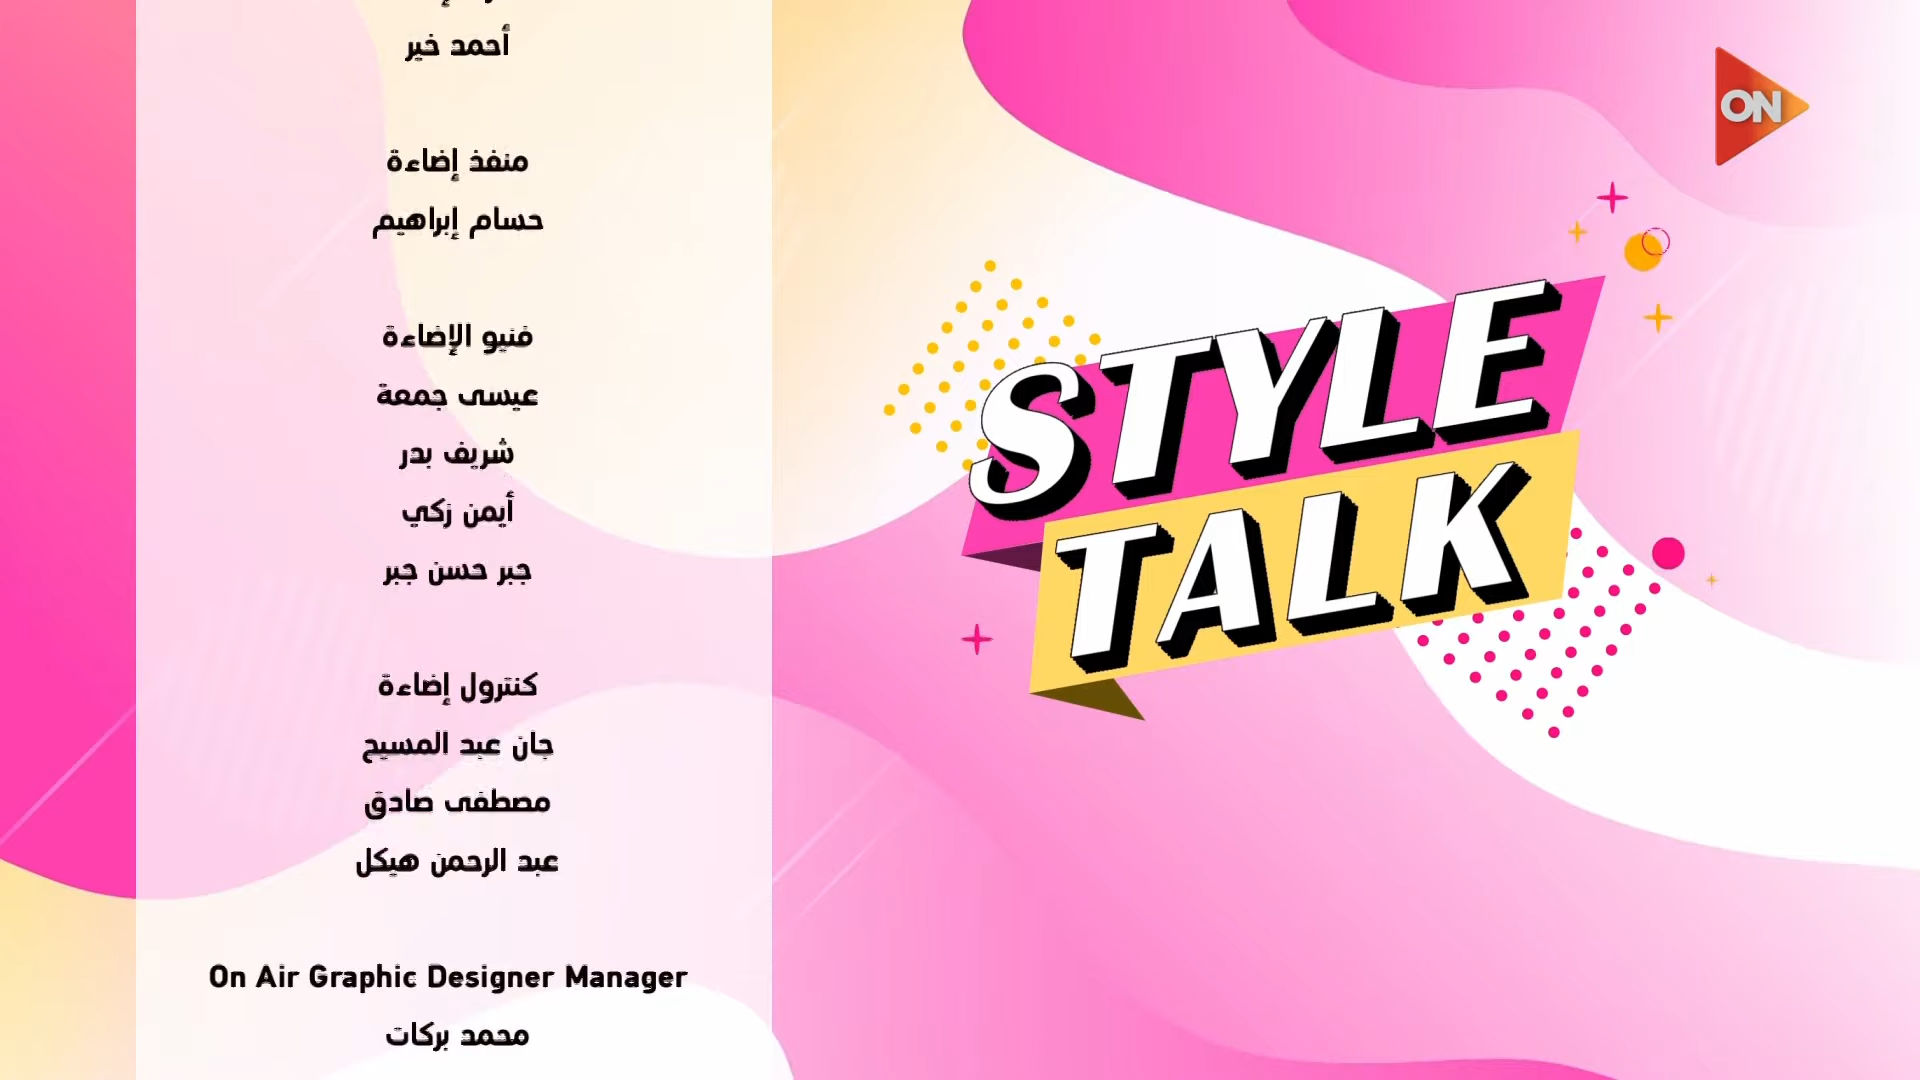 أحمد خير
منفذ إضاءة
حسام إبراهيم
فنيو الإضاءة
عيسى جمعة
شريف بدر
أيمن زكي
جبر حسن جبر
كنترول إضاءة
جان عبد المسيح
مصطفى صادق
عبد الرحمن هيكل
On Air Graphic Designer Manager
محمد بركات
ON
STYLE
TALK